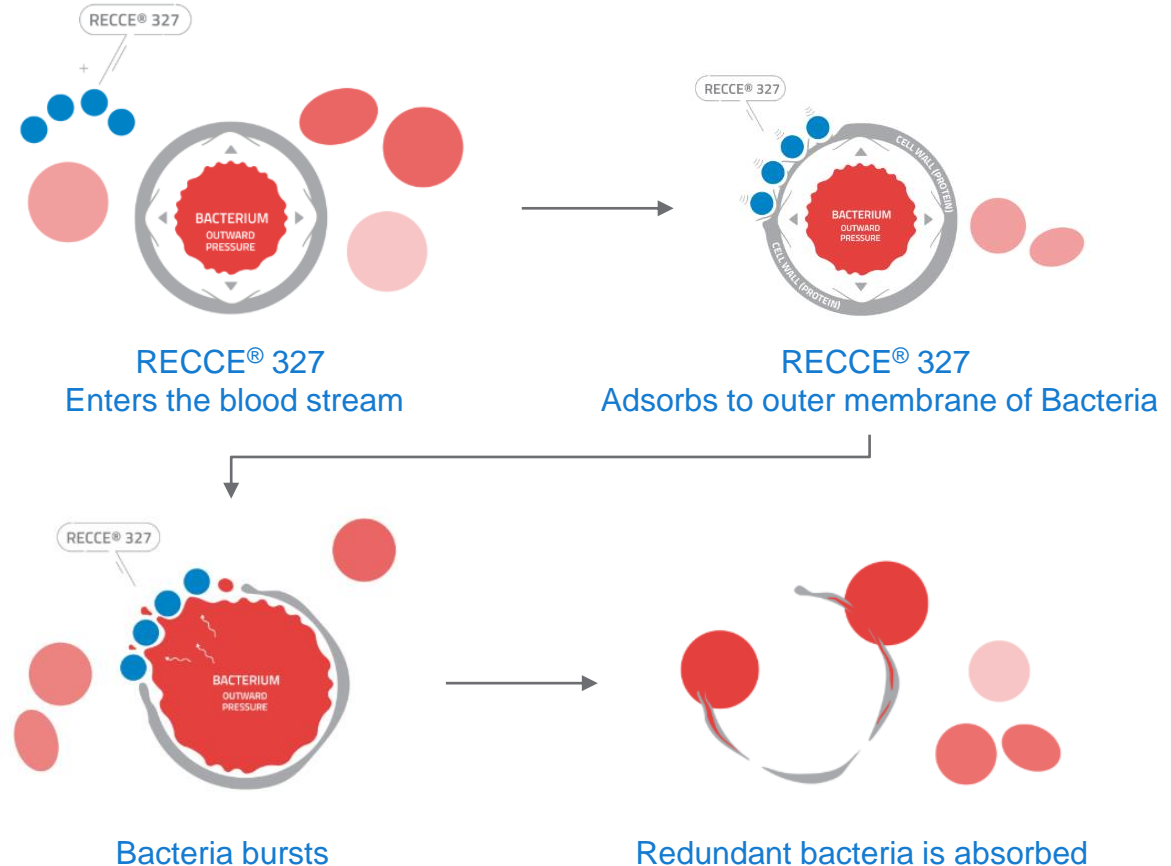 RECCE® 327
BACTERIUM
OUTWARD
PRESSURE
RECCE® 327
Enters the blood stream
RECCE® 327
CELL WALL (PROTEIN)
BACTERIUM
OUTWARD
PRESSURE
CELL WALL (PROTEIN)
RECCE® 327
Adsorbs to outer membrane of Bacteria
RECCE® 327
BACTERIUM
OUTWARD
PRESSURE
Bacteria bursts
Redundant bacteria is absorbed